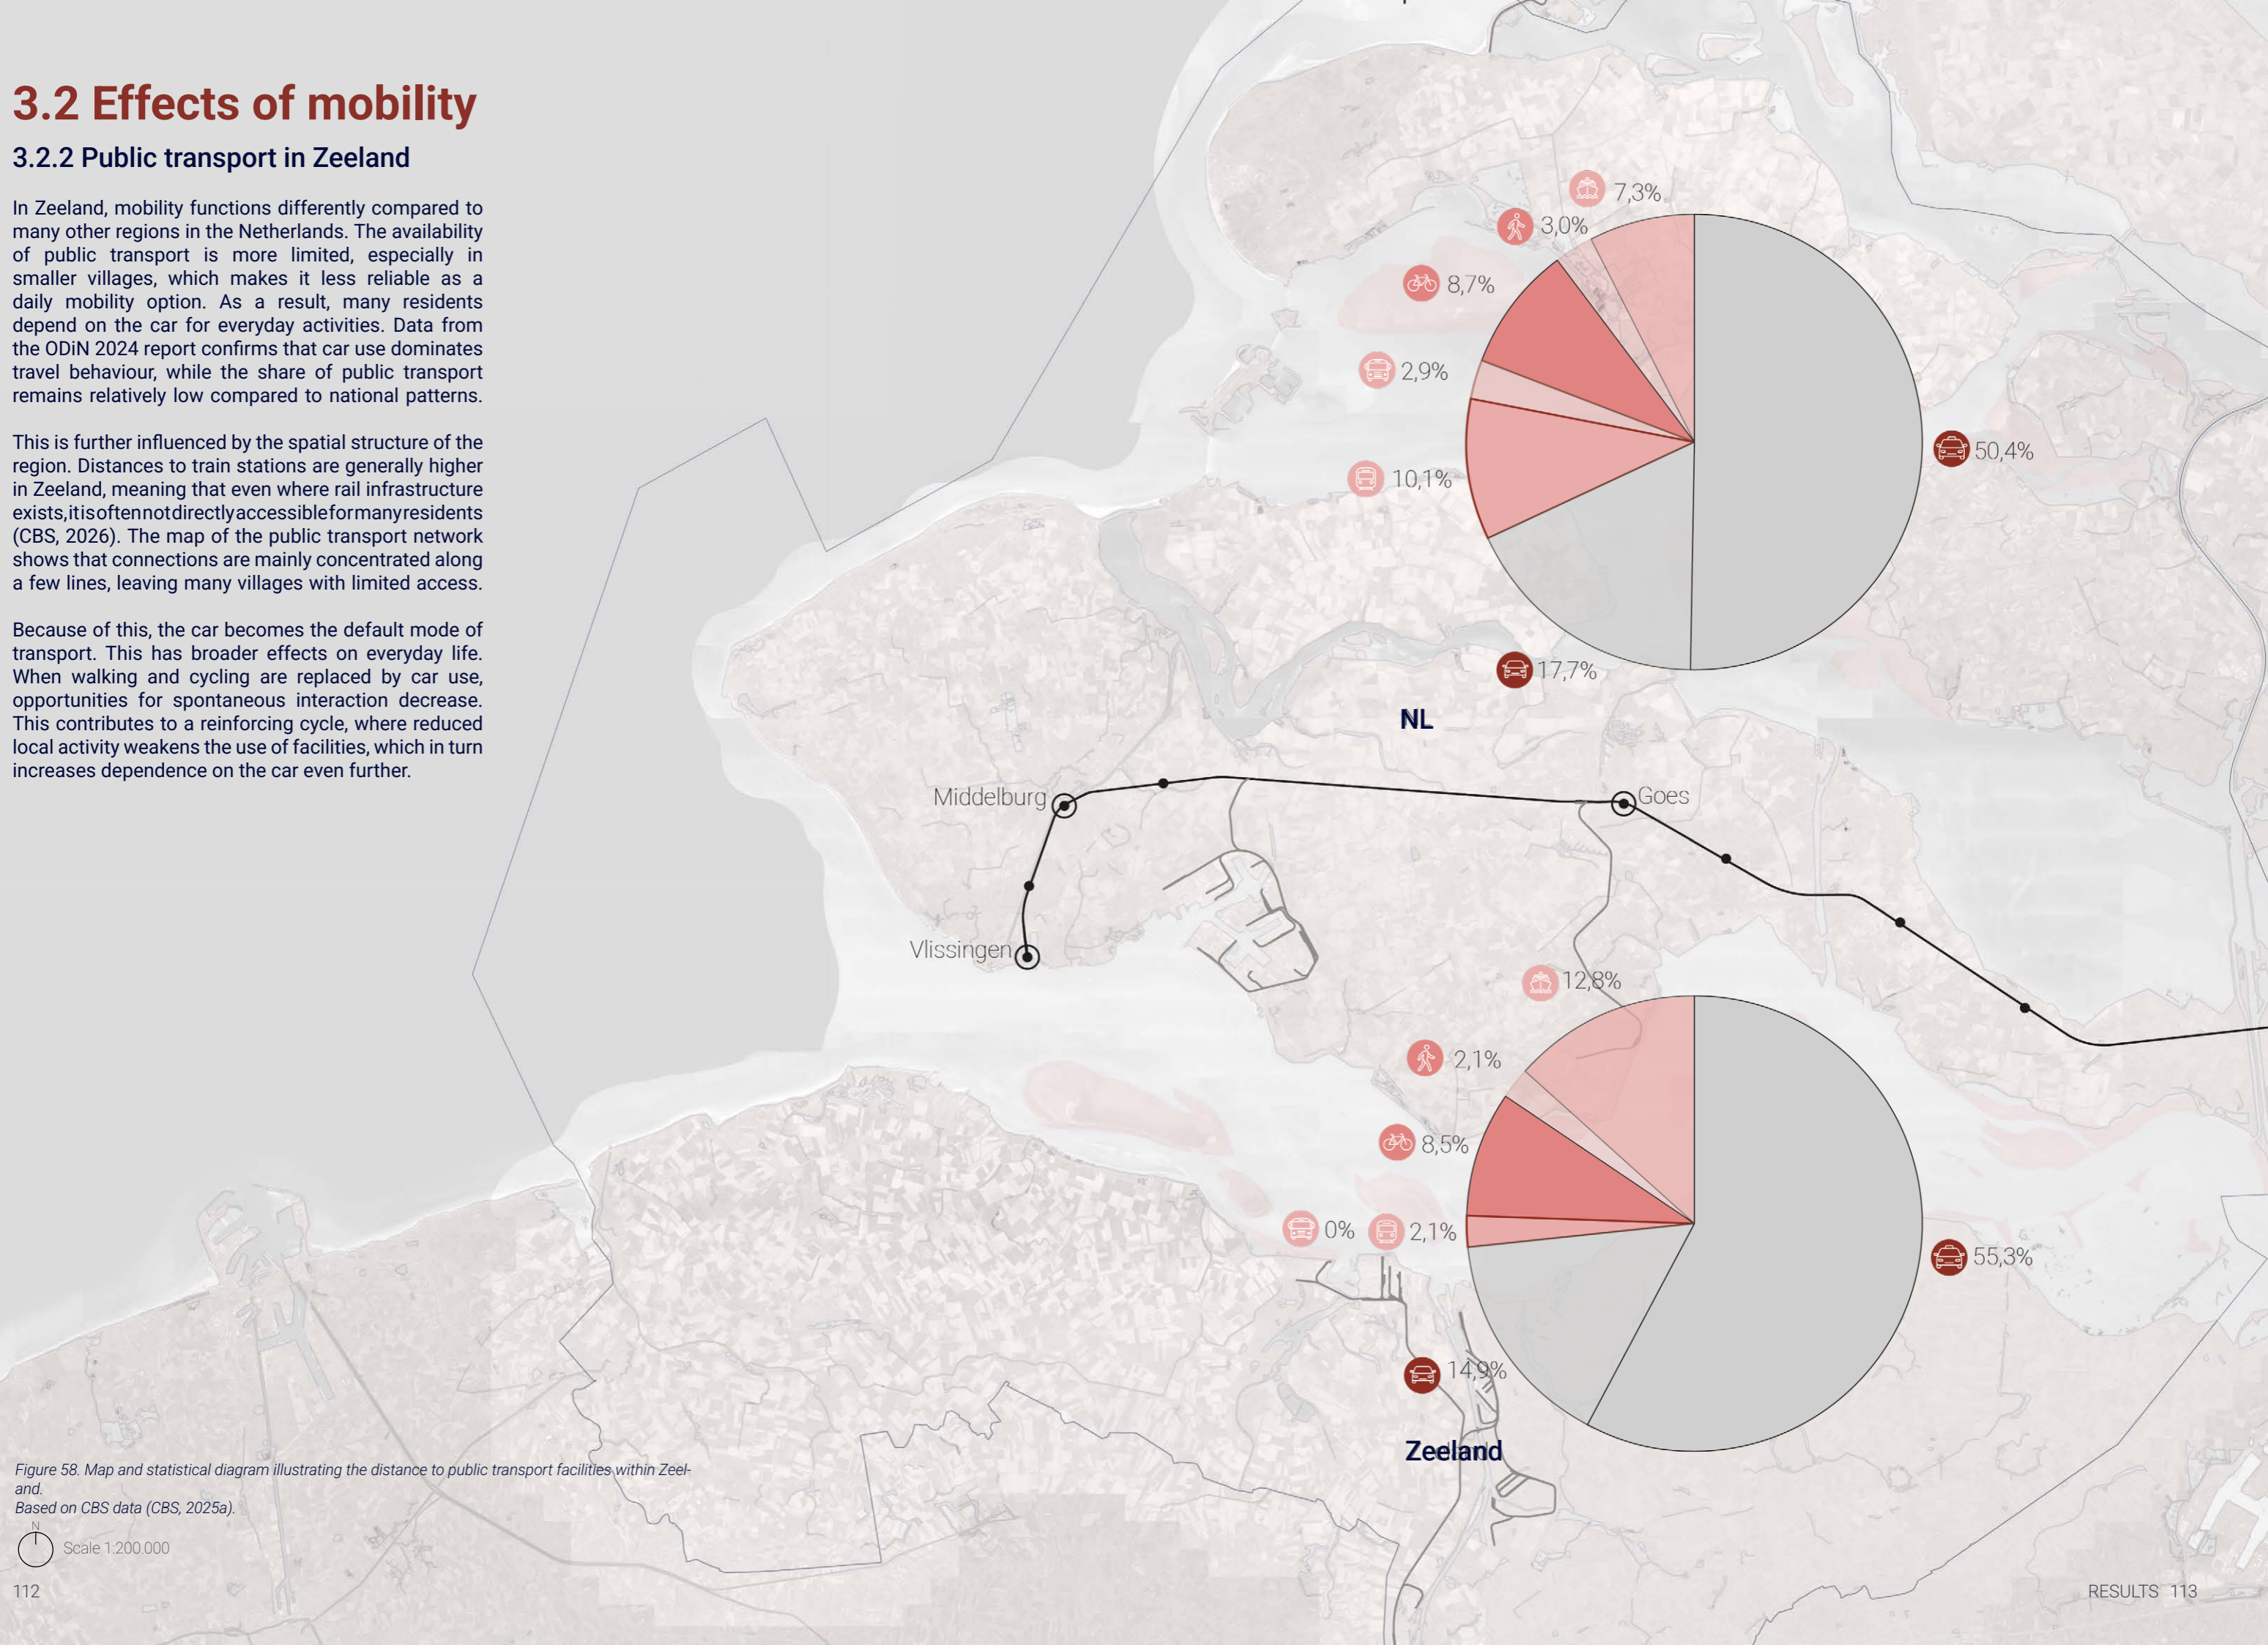 3.2 Effects of mobility
3.2.2 Public transport in Zeeland
In Zeeland, mobility functions differently compared to
many other regions in the Netherlands. The availability
of public transport is more limited, especially in
smaller villages, which makes it less reliable as a
daily mobility option. As a result, many residents
depend on the car for everyday activities. Data from
the ODiN 2024 report confirms that car use dominates
travel behaviour, while the share of public transport
remains relatively low compared to national patterns.
This is further influenced by the spatial structure of the
region. Distances to train stations are generally higher
in Zeeland, meaning that even where rail infrastructure
exists, it is often not directly accessible for many residents
(CBS, 2026). The map of the public transport network
shows that connections are mainly concentrated along
a few lines, leaving many villages with limited access.
Because of this, the car becomes the default mode of
transport. This has broader effects on everyday life.
When walking and cycling are replaced by car use,
opportunities for spontaneous interaction decrease.
This contributes to a reinforcing cycle, where reduced
local activity weakens the use of facilities, which in turn
increases dependence on the car even further.
7,3%
3,0%
8,7%
2,9%
10,1%
50,4%
17,7%
NL
Middelburg
Goes
Vlissingen
12,8%
2,1%
8,5%
0%
2,1%
55,3%
14,9%
Zeeland
Figure 58. Map and statistical diagram illustrating the distance to public transport facilities within Zeel-
and.
Based on CBS data (CBS, 2025a).
N
Scale 1:200.000
112
RESULTS 113